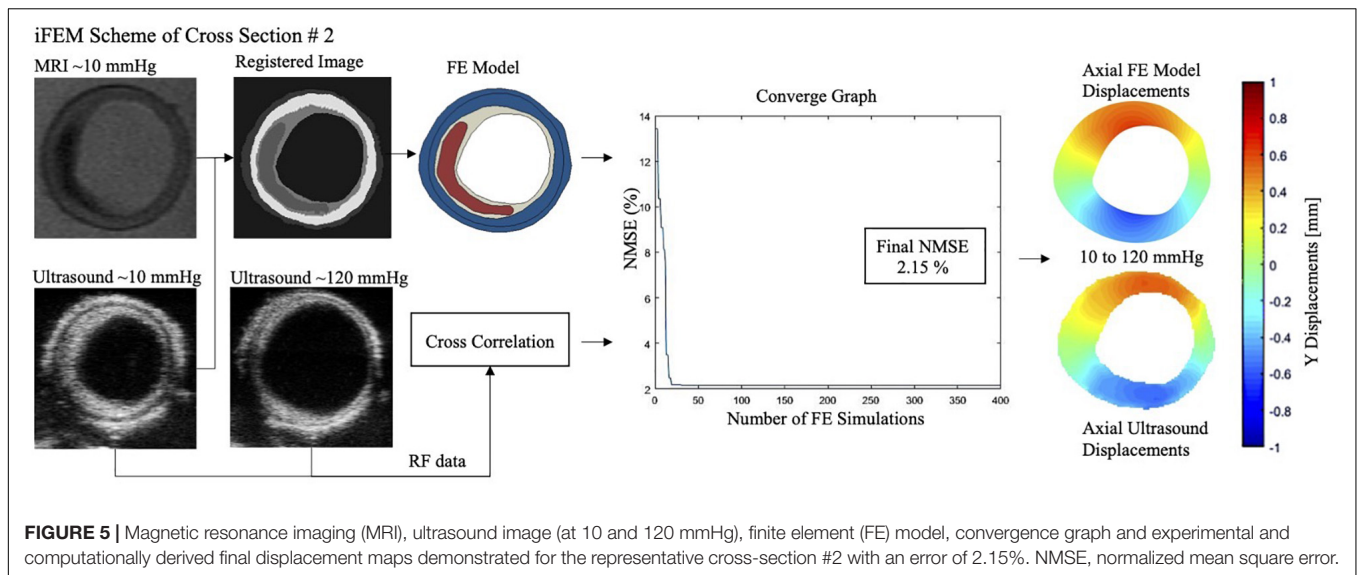 iFEM Scheme of Cross Section # 2
MRI ~10 mmHg
Registered Image
FE Model
Ultrasound ~10 mmHg
Ultrasound ~120 mmHg
Cross Correlation
RF data
Converge Graph
NMSE (%)
14
12
10
8
6
4
2
0
50
100
150
200
250
300
350
400
Number of FE Simulations
Final NMSE
2.15 %
Axial FE Model
Displacements
10 to 120 mmHg
Axial Ultrasound
Displacements
1
0.8
0.6
0.4
0.2
0
-0.2
-0.4
-0.6
-0.8
-1
Y Displacements [mm]
FIGURE 5 | Magnetic resonance imaging (MRI), ultrasound image (at 10 and 120 mmHg), finite element (FE) model, convergence graph and experimental and
computationally derived final displacement maps demonstrated for the representative cross-section #2 with an error of 2.15%. NMSE, normalized mean square error.